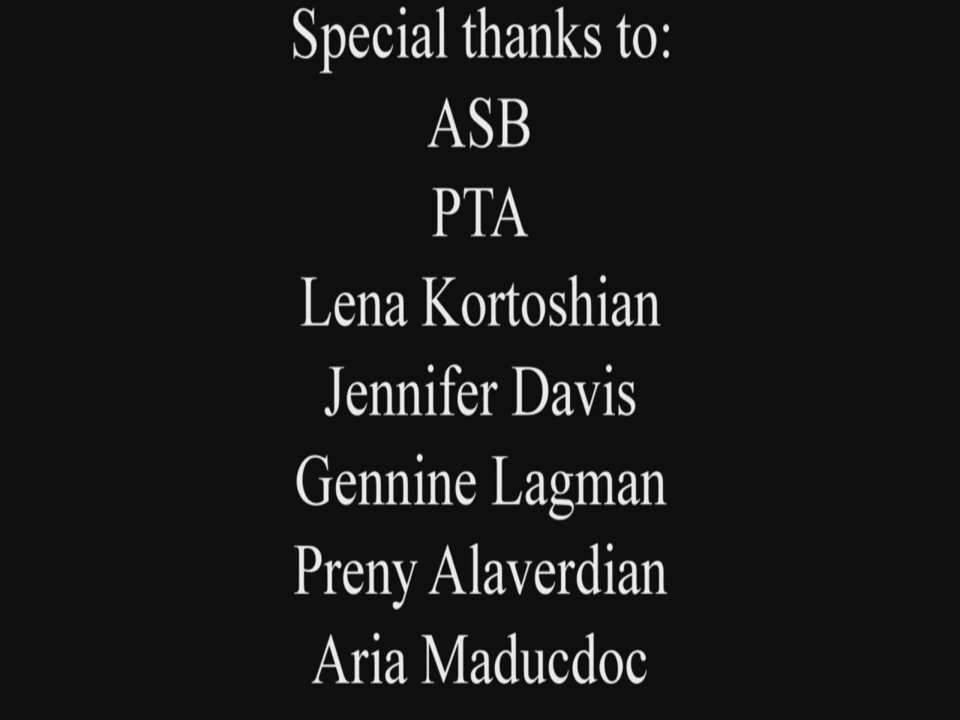 Special thanks to:
ASB
PTA
Lena Kortoshian
Jennifer Davis
Gennine Lagman
Preny Alaverdian
Aria Maducdoc